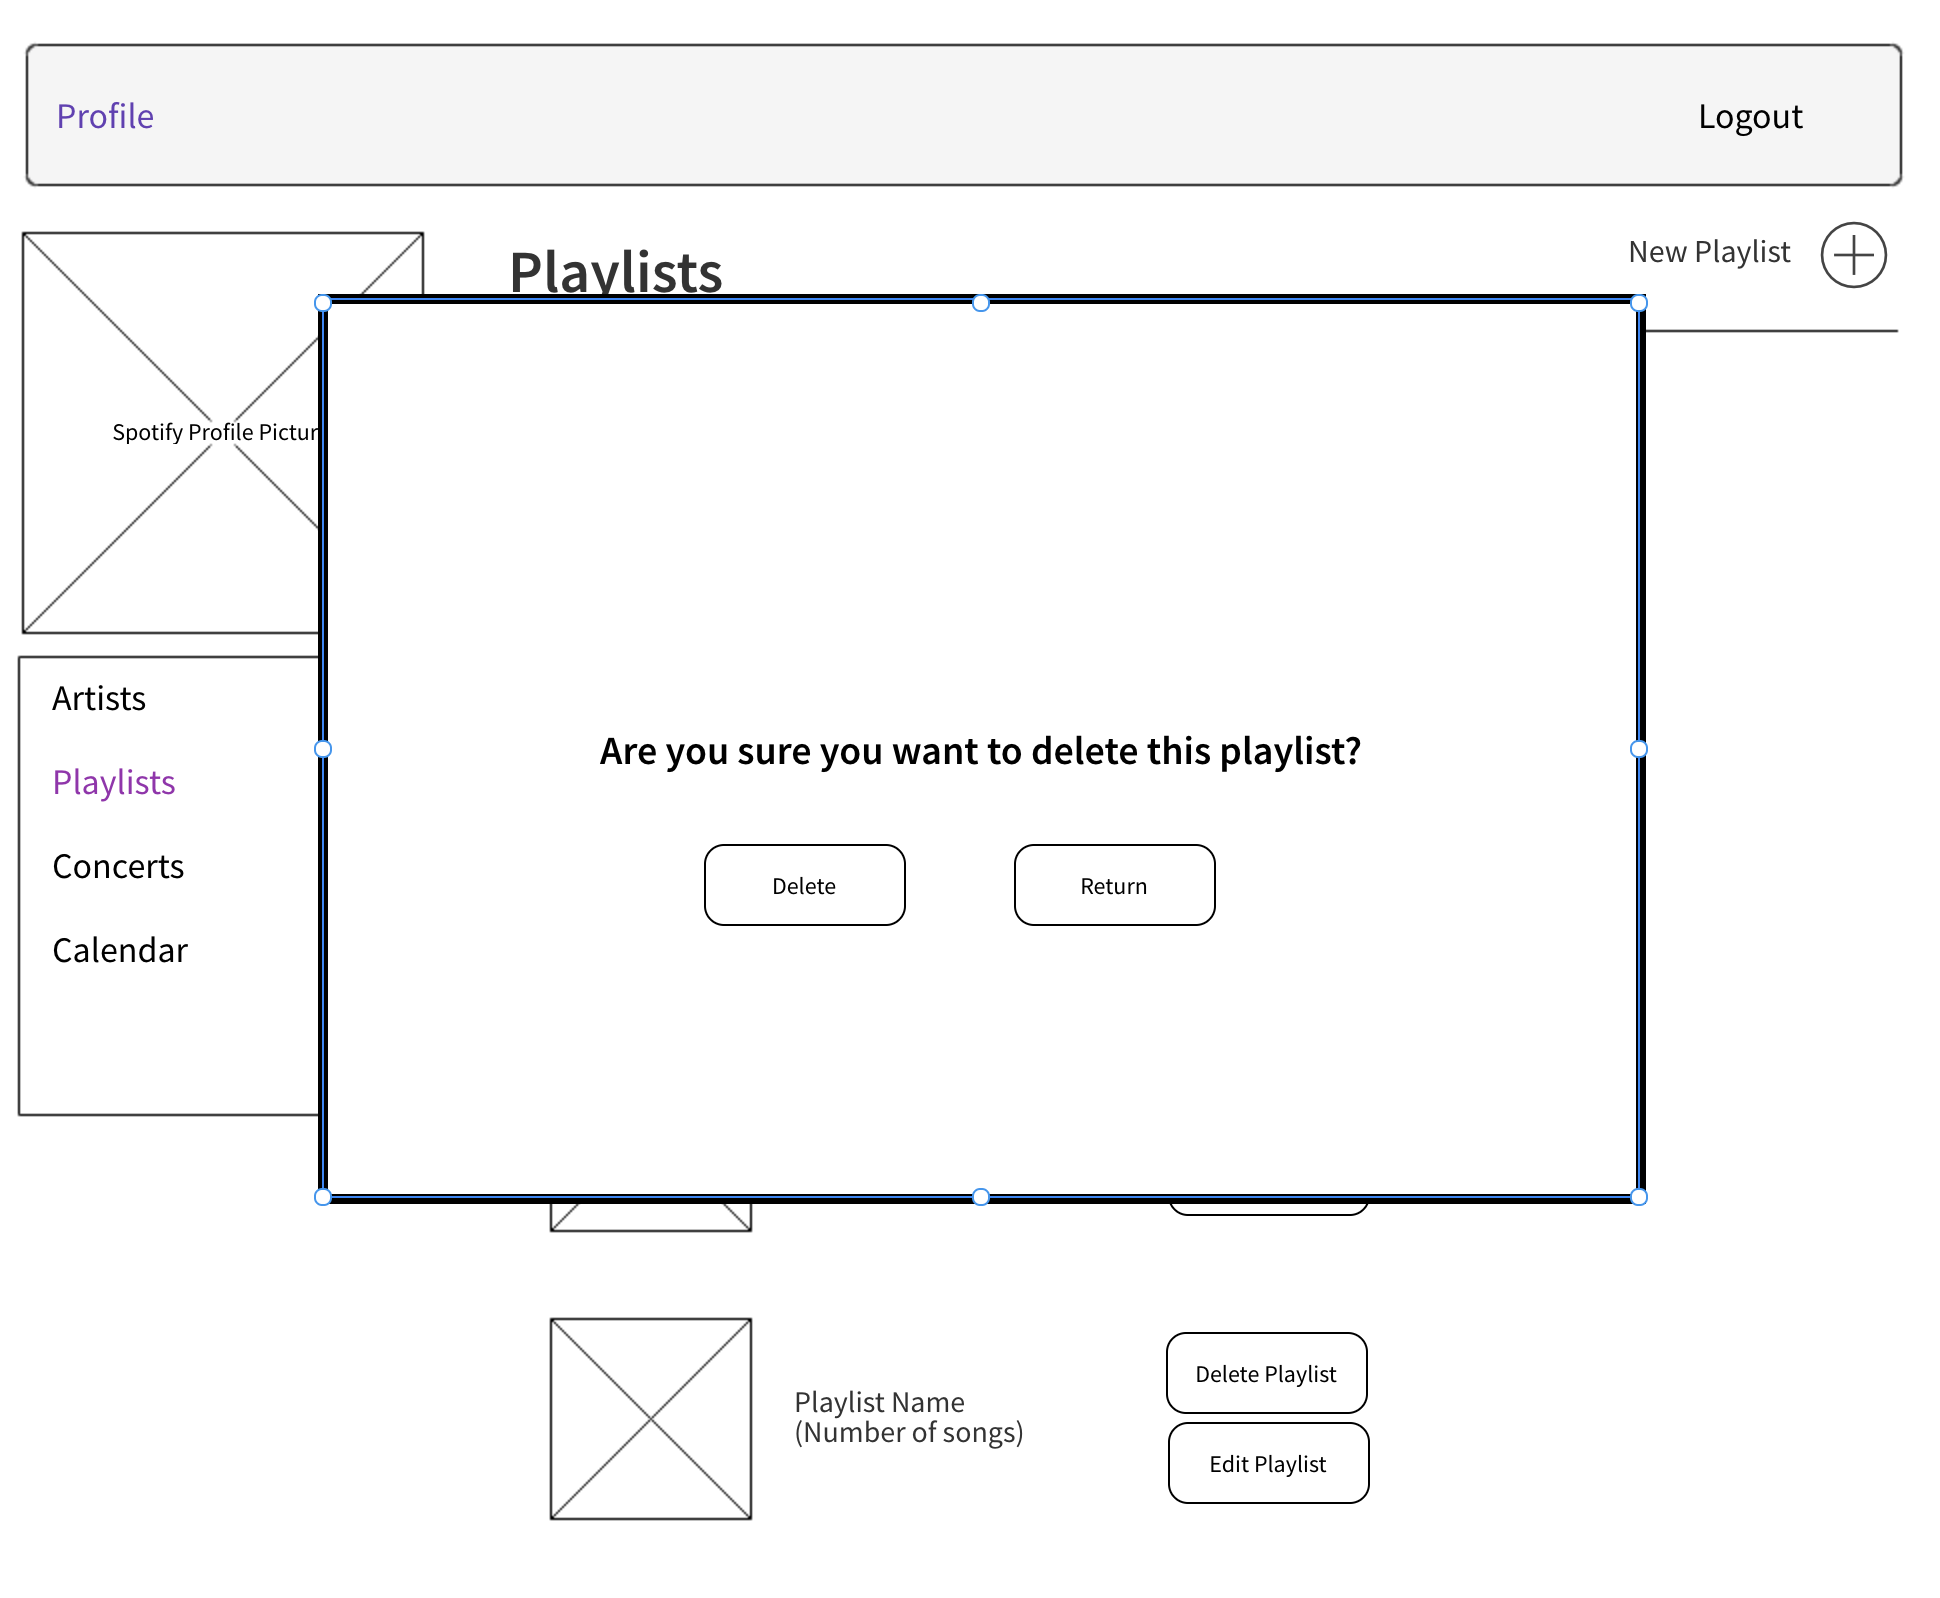 Profile
Logout
Playlists
New Playlist
Spotify Profile Pictur
Artists
Playlists
Concerts
Calendar
Are you sure you want to delete this playlist?
Delete
Return
Playlist Name
(Number of songs)
Delete Playlist
Edit Playlist